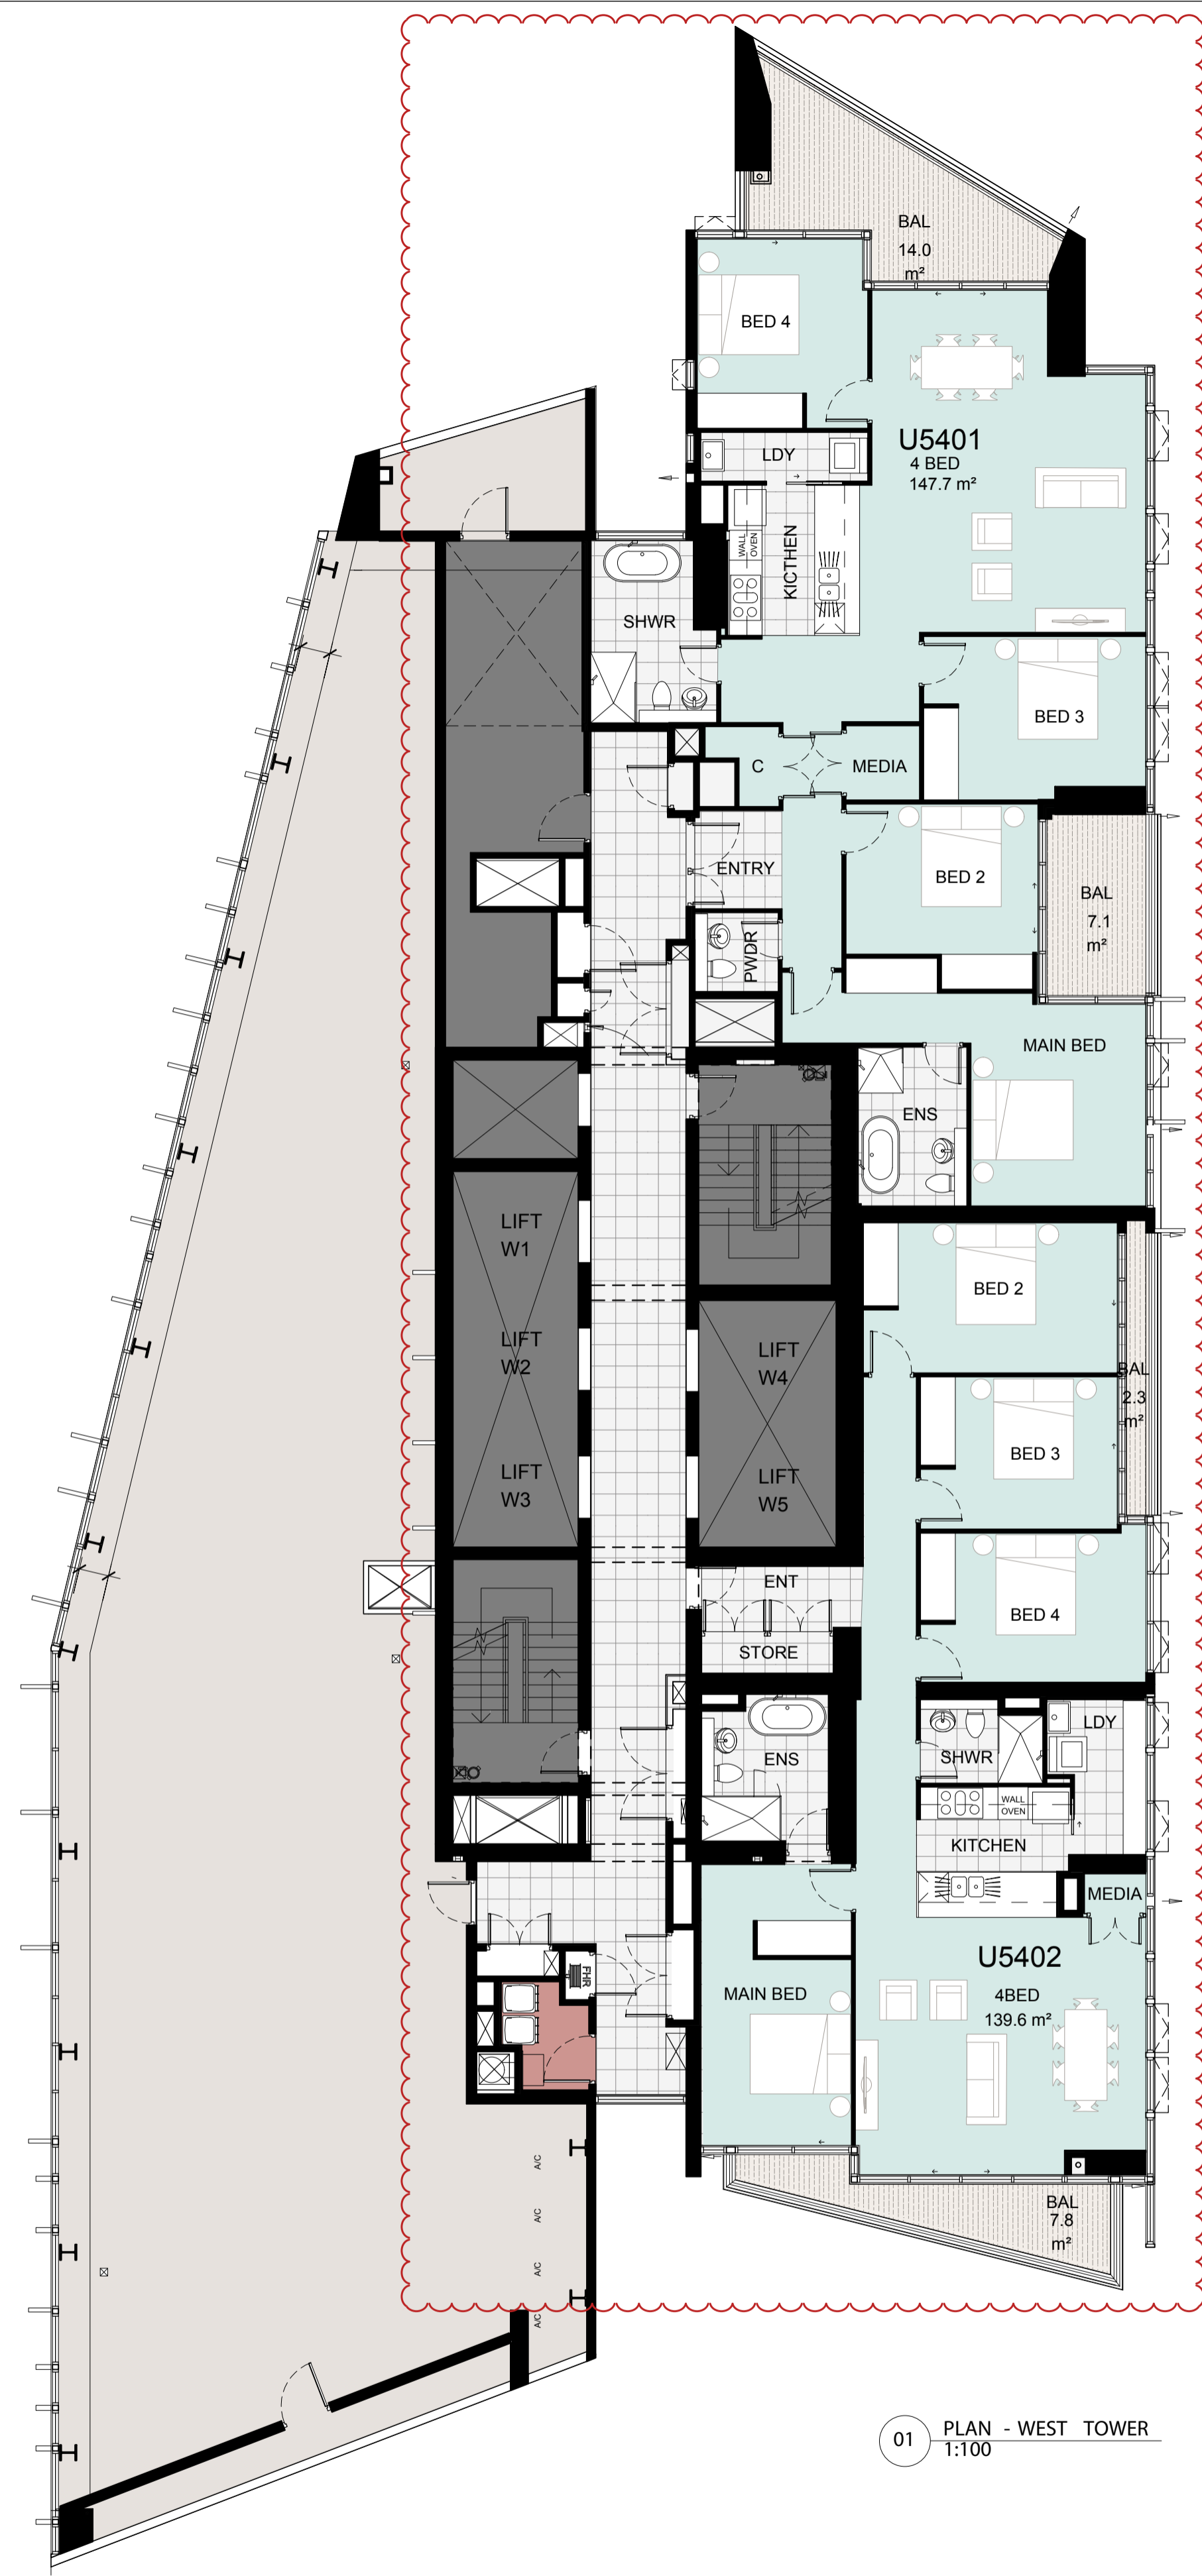 BAL
14.0
m²
BED 4
U5401
4 BED
147.7 m²
LDY
WALL
OVEN
KICTHEN
SHWR
BED 3
C
MEDIA
ENTRY
BED 2
BAL
7.1
m²
PWDR
MAIN BED
ENS
LIFT
W1
BED 2
LIFT
W2
LIFT
W4
BAL
2.3
m²
BED 3
LIFT
W3
LIFT
W5
ENT
BED 4
STORE
LDY
SHWR
ENS
WALL
OVEN
KITCHEN
MEDIA
U5402
FHR
MAIN BED
4BED
139.6 m²
A/C
A/C
A/C
A/C
BAL
7.8
m²
01
PLAN - WEST TOWER
1:100